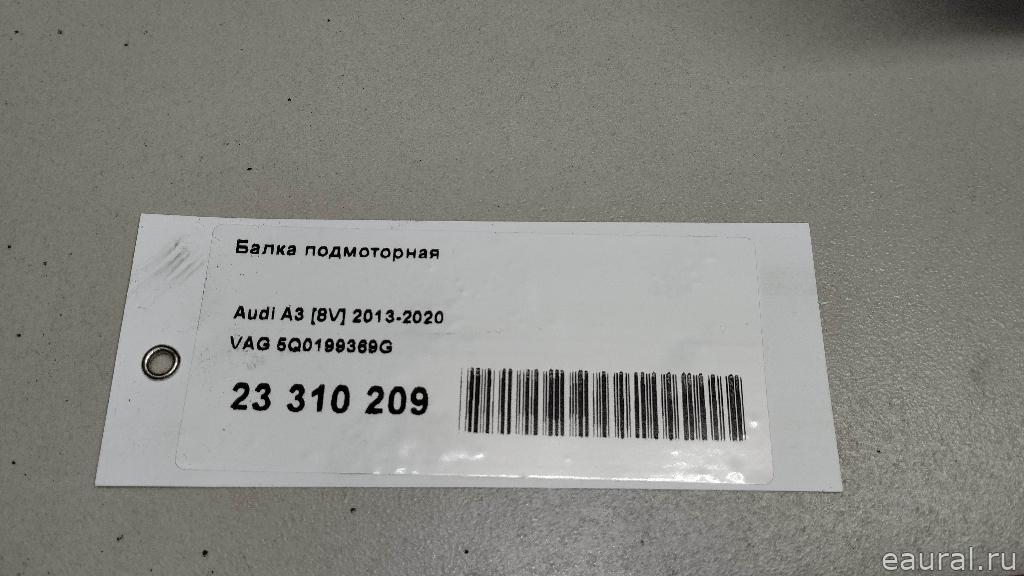 Балка подмоторная
Audi A3 [8V] 2013-2020
VAG 5Q0199369G
23 310 209
eaural.ru